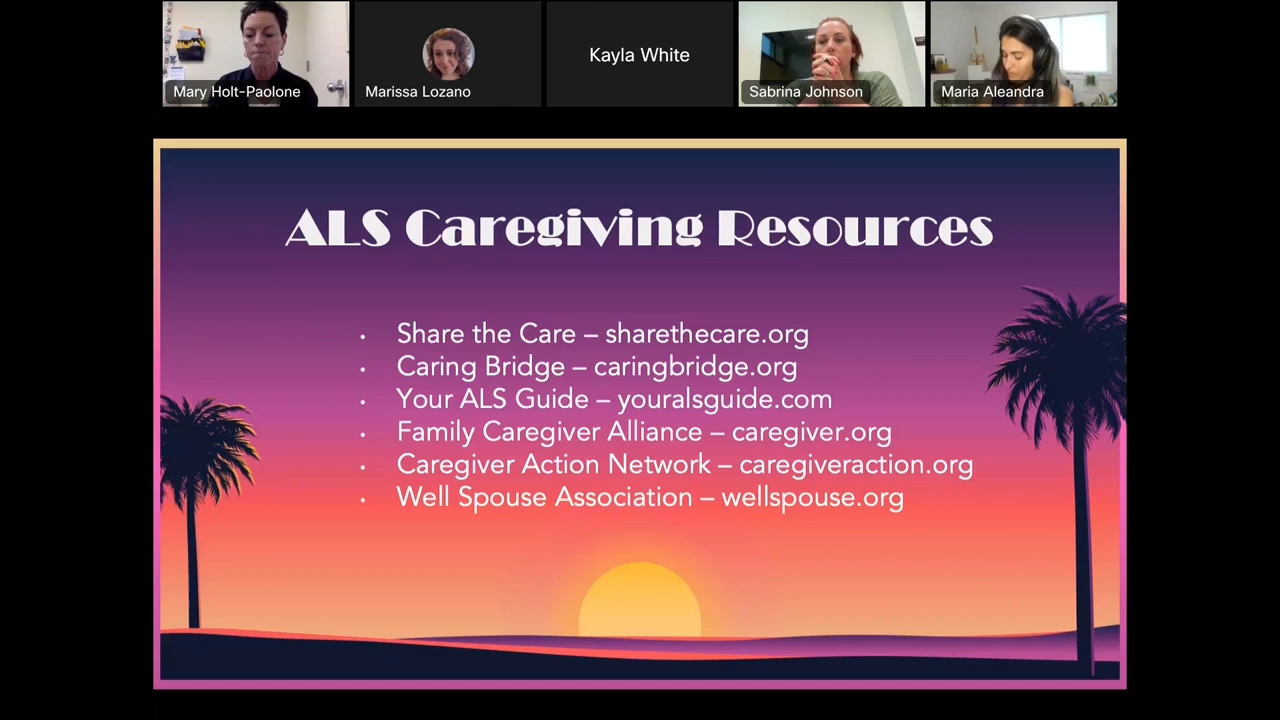 Mary Holt-Paolone
Marissa Lozano
Kayla White
Sabrina Johnson
Maria Aleandra
ALS Caregiving Resources
• Share the Care – sharethecare.org
• Caring Bridge – caringbridge.org
• Your ALS Guide – youralsguide.com
• Family Caregiver Alliance – caregiver.org
• Caregiver Action Network – caregiveraction.org
• Well Spouse Association – wellspouse.org